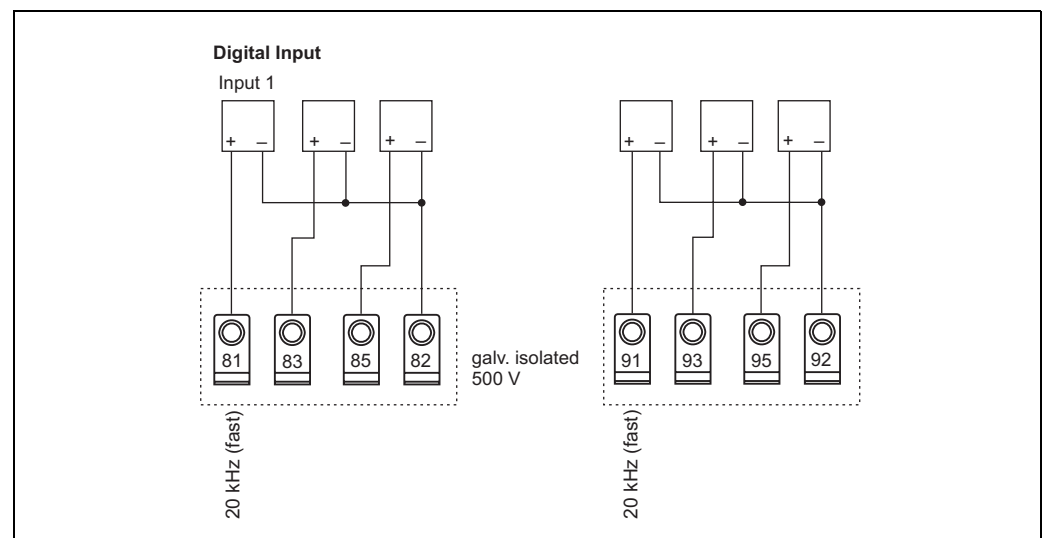 Digital Input
Input 1
+ – + – + –
+ – + – + –
81 83 85 82
galv. isolated
500 V
91 93 95 92
20 kHz (fast)
20 kHz (fast)